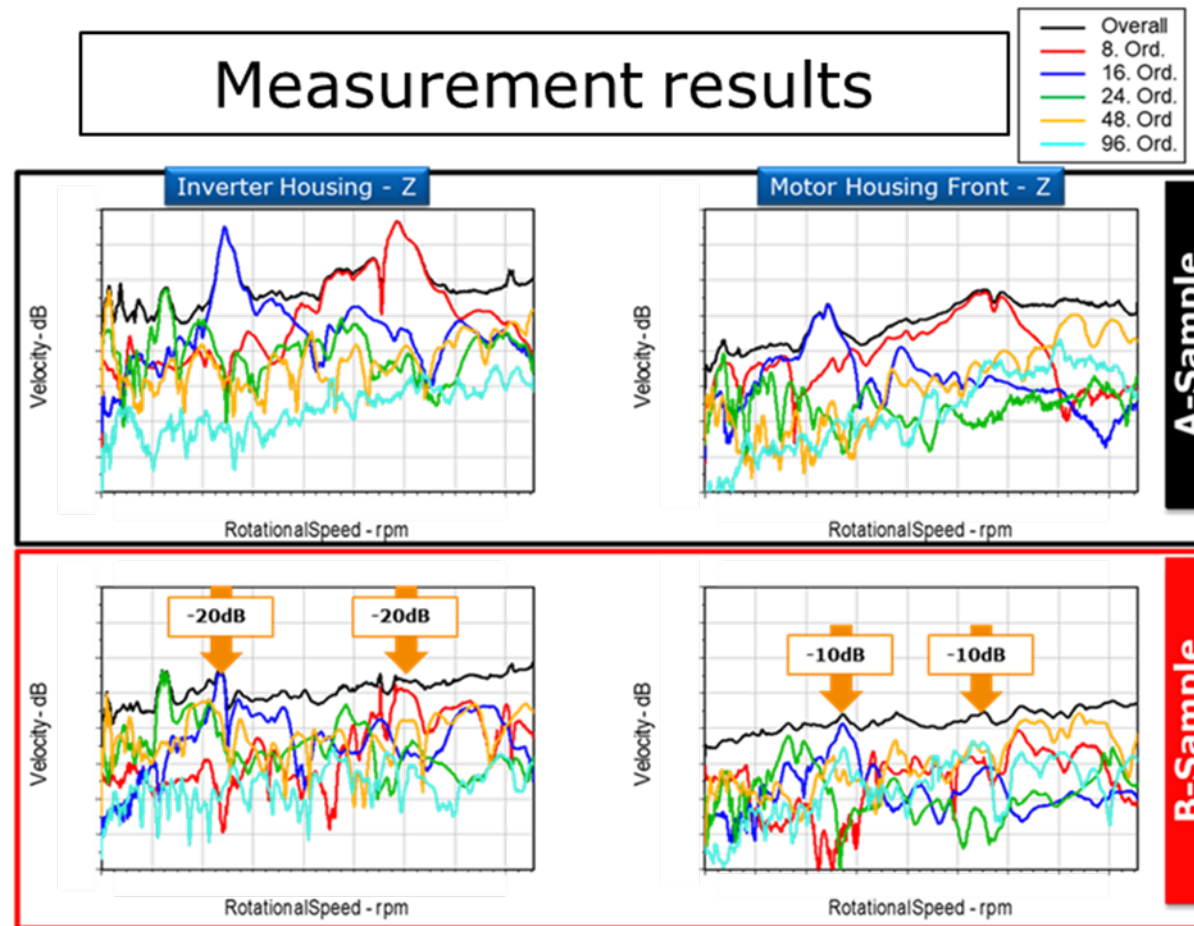 Measurement results
Overall
8. Ord.
16. Ord.
24. Ord.
48. Ord
96. Ord.
Inverter Housing - Z
Motor Housing Front - Z
Velocity - dB
RotationalSpeed - rpm
Velocity - dB
RotationalSpeed - rpm
A-Sample
-20dB
-20dB
Velocity - dB
RotationalSpeed - rpm
-10dB
-10dB
Velocity - dB
RotationalSpeed - rpm
B-Sample